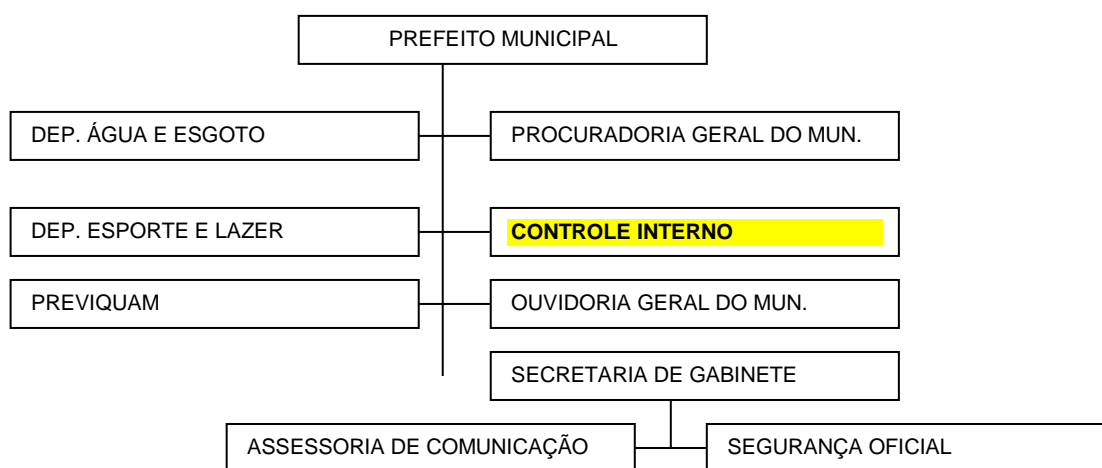 PREFEITO MUNICIPAL
DEP. ÁGUA E ESGOTO
PROCURADORIA GERAL DO MUN.
DEP. ESPORTE E LAZER
CONTROLE INTERNO
PREVIQUAM
OUVIDORIA GERAL DO MUN.
SECRETARIA DE GABINETE
ASSESSORIA DE COMUNICAÇÃO
SEGURANÇA OFICIAL